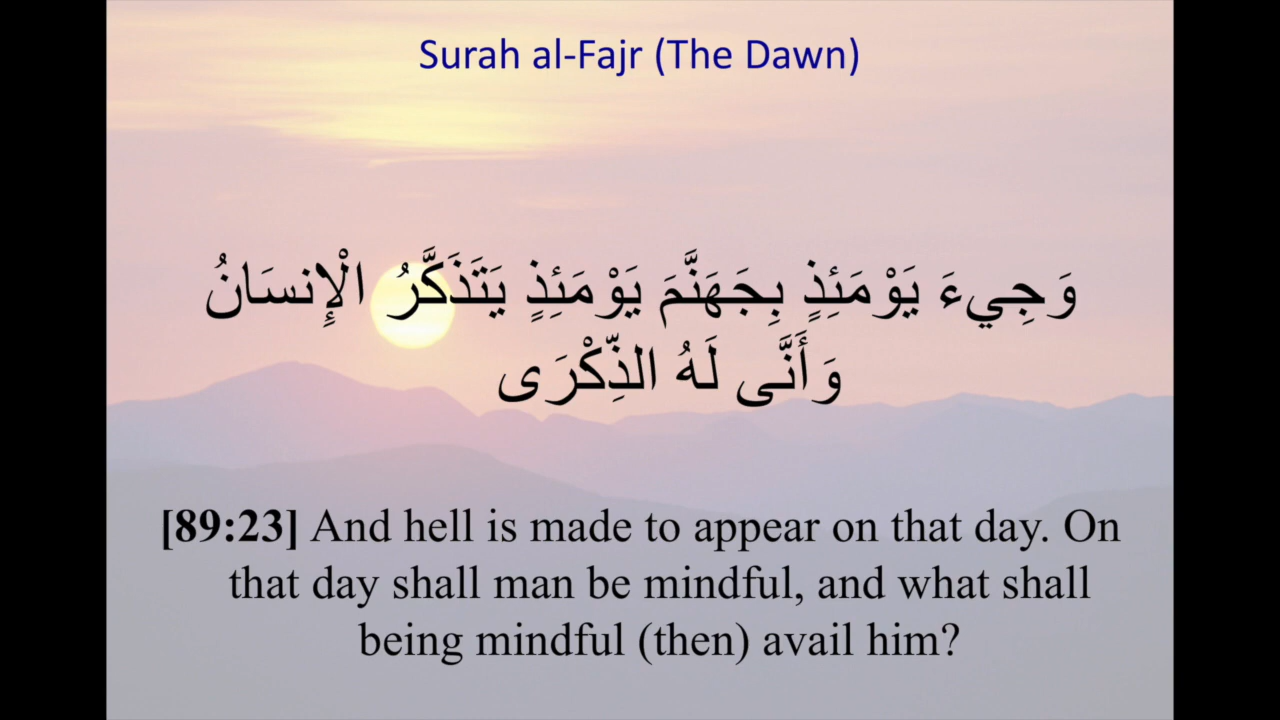 Surah al-Fajr (The Dawn)
وَجِيءَ يَوْمَئِذٍ بِجَهَنَّمَ يَوْمَئِذٍ يَتَذَكَّرُ الْإِنسَانُ
وَأَنَّى لَهُ الذِّكْرَى
[89:23] And hell is made to appear on that day. On
that day shall man be mindful, and what shall
being mindful (then) avail him?